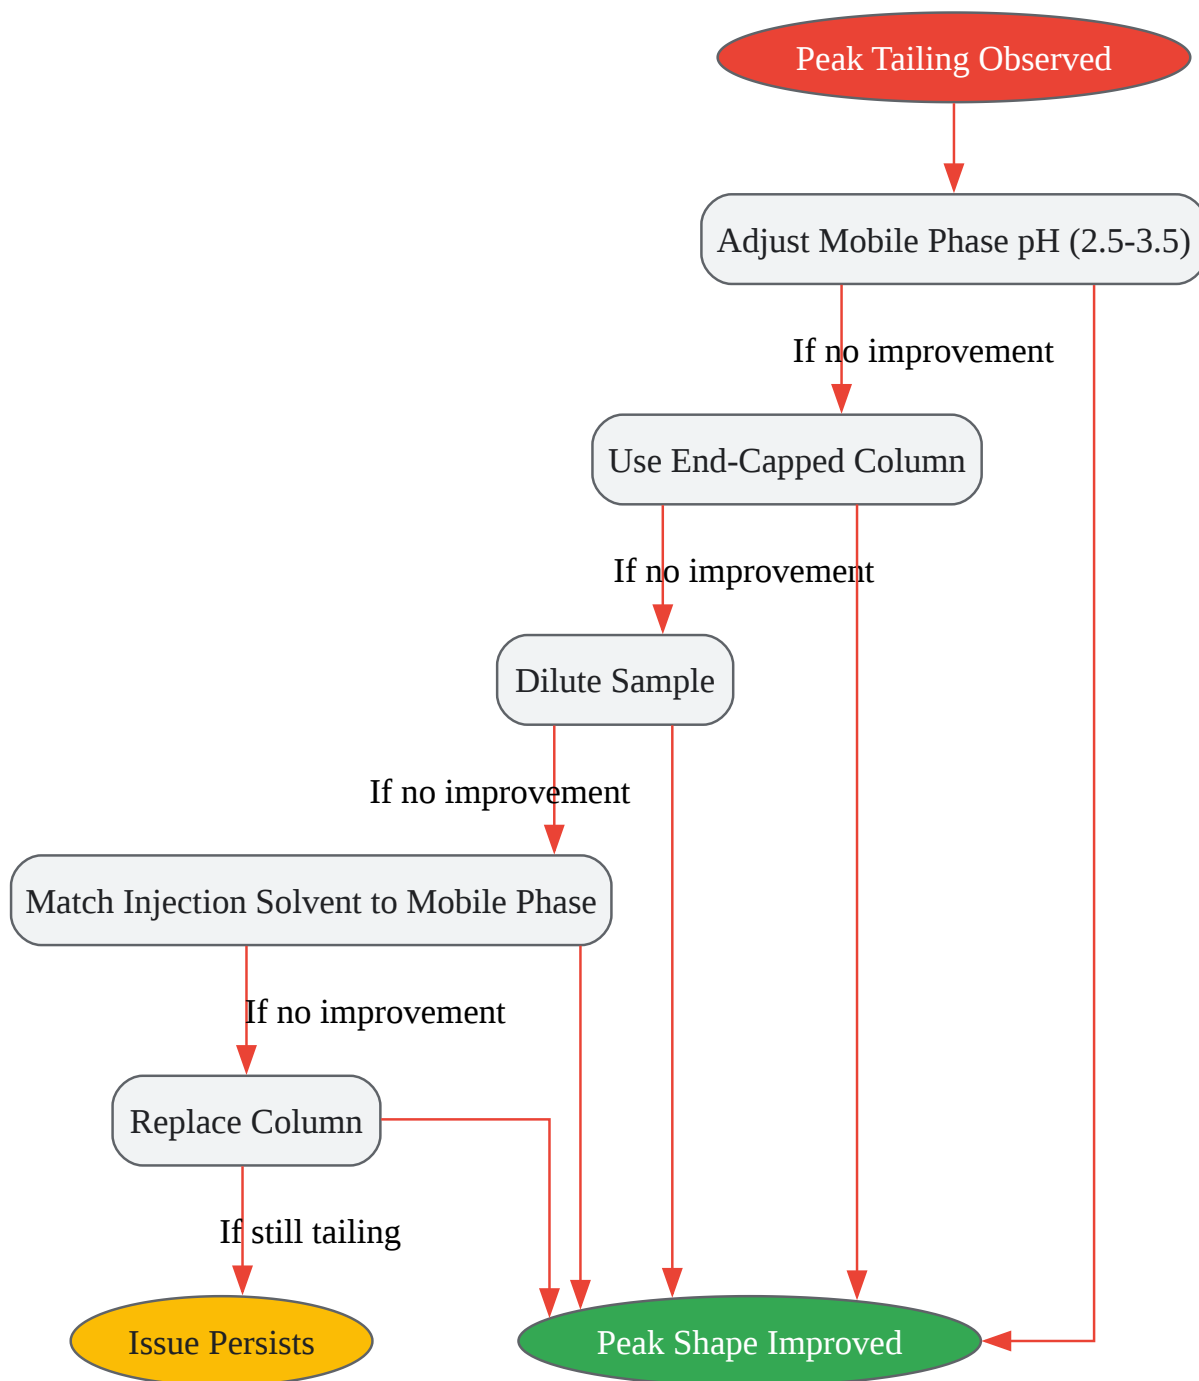 Peak Tailing Observed
Adjust Mobile Phase pH (2.5-3.5)
If no improvement
Use End-Capped Column
If no improvement
Dilute Sample
If no improvement
Match Injection Solvent to Mobile Phase
If no improvement
Replace Column
If still tailing
Issue Persists
Peak Shape Improved